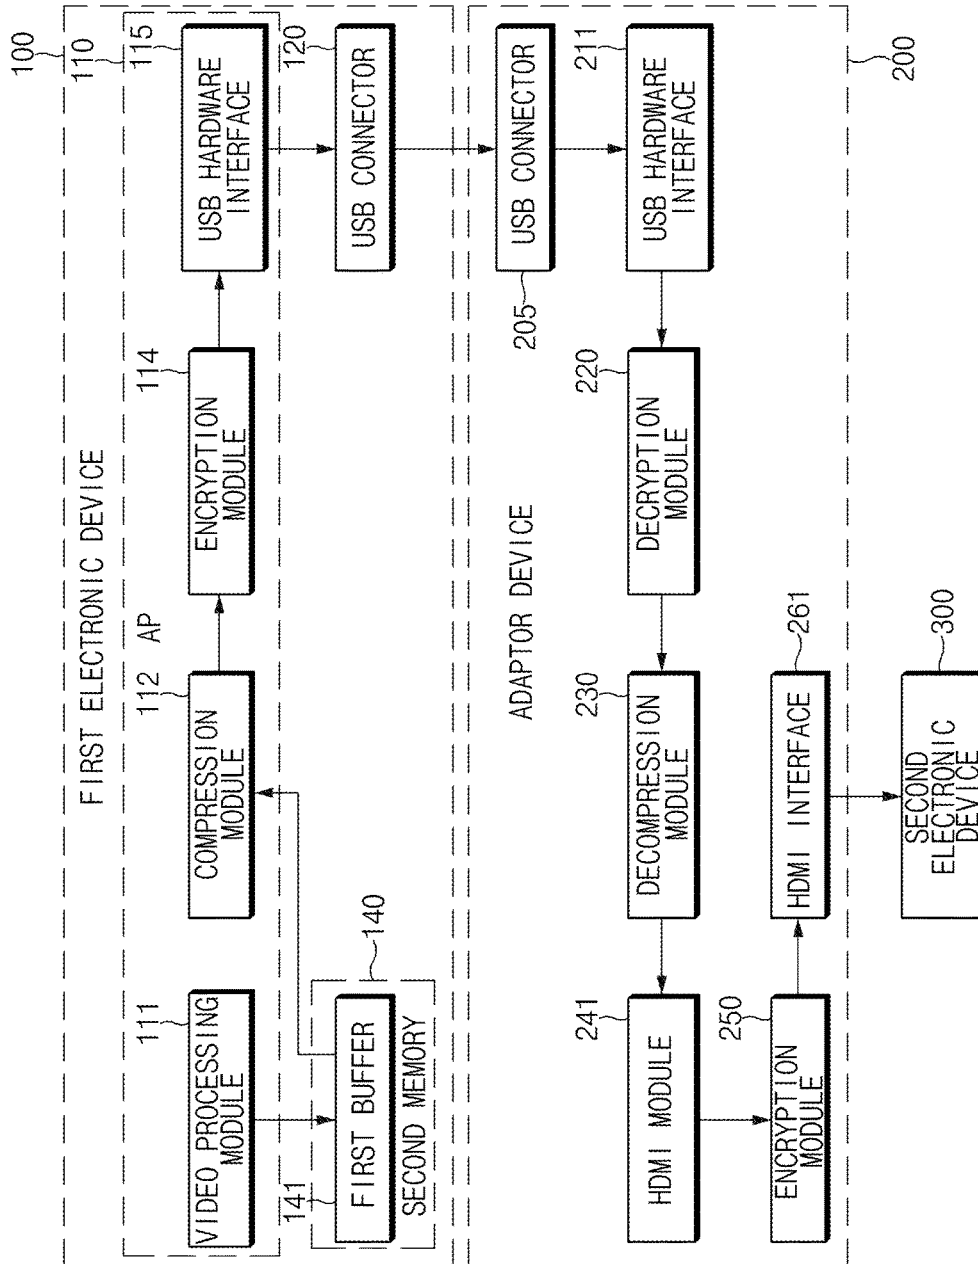 100
FIRST ELECTRONIC DEVICE
110
AP
111
VIDEO PROCESSING
MODULE
112
COMPRESSION
MODULE
114
ENCRYPTION
MODULE
115
USB HARDWARE
INTERFACE
141
FIRST BUFFER
140
SECOND MEMORY
120
USB CONNECTOR
ADAPTOR DEVICE
205
USB CONNECTOR
241
HDMI MODULE
230
DECOMPRESSION
MODULE
220
DECRYPTION
MODULE
211
USB HARDWARE
INTERFACE
250
ENCRYPTION
MODULE
261
HDMI INTERFACE
200
300
SECOND
ELECTRONIC
DEVICE